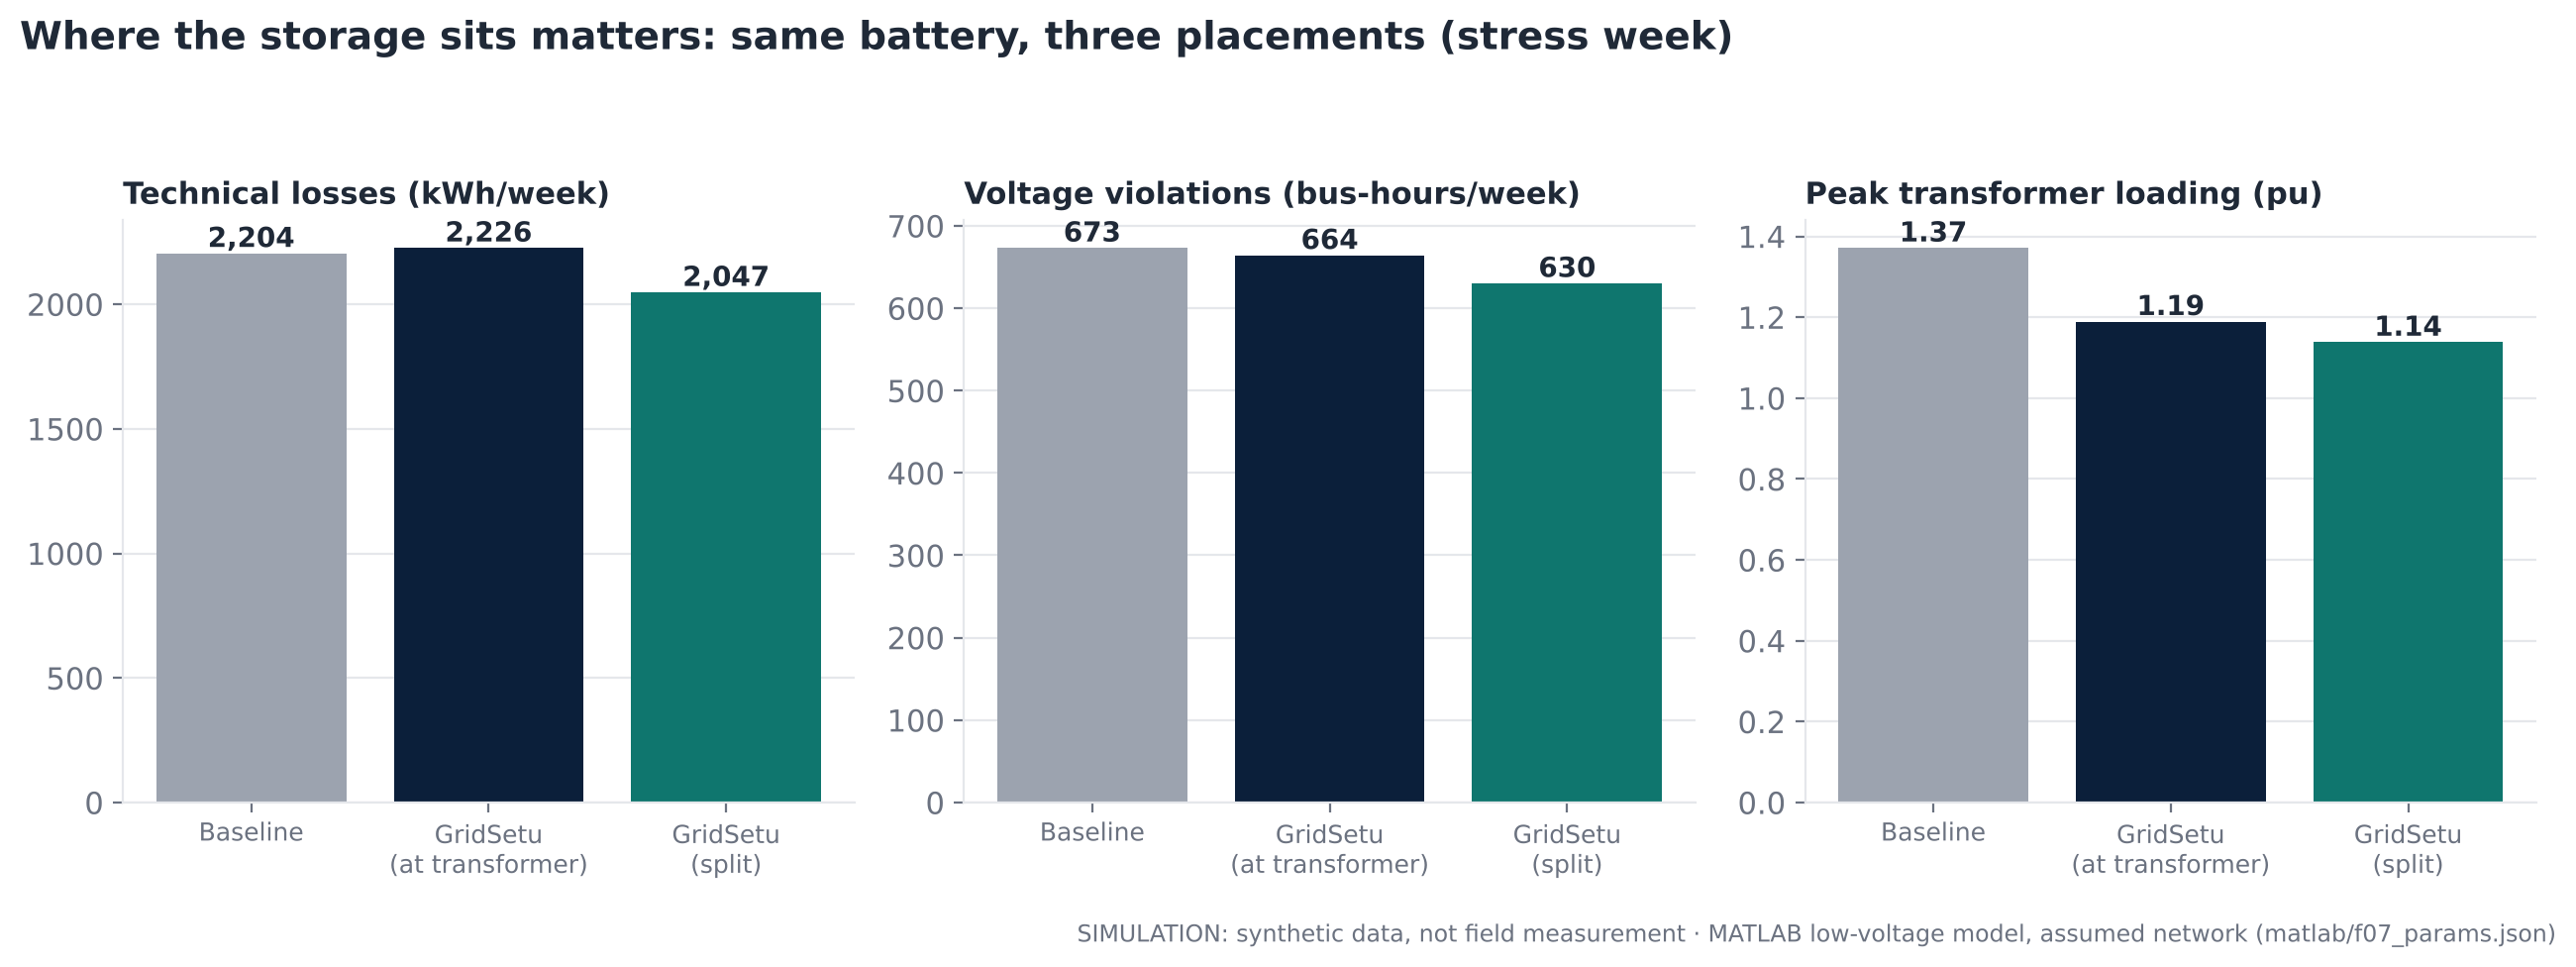 Where the storage sits matters: same battery, three placements (stress week)
Technical losses (kWh/week)
2,204
2,226
2,047
2000
1500
1000
500
0
Baseline
GridSetu
(at transformer)
GridSetu
(split)
Voltage violations (bus-hours/week)
673
664
630
700
600
500
400
300
200
100
0
Baseline
GridSetu
(at transformer)
GridSetu
(split)
Peak transformer loading (pu)
1.37
1.19
1.14
1.4
1.2
1.0
0.8
0.6
0.4
0.2
0.0
Baseline
GridSetu
(at transformer)
GridSetu
(split)
SIMULATION: synthetic data, not field measurement · MATLAB low-voltage model, assumed network (matlab/f07_params.json)